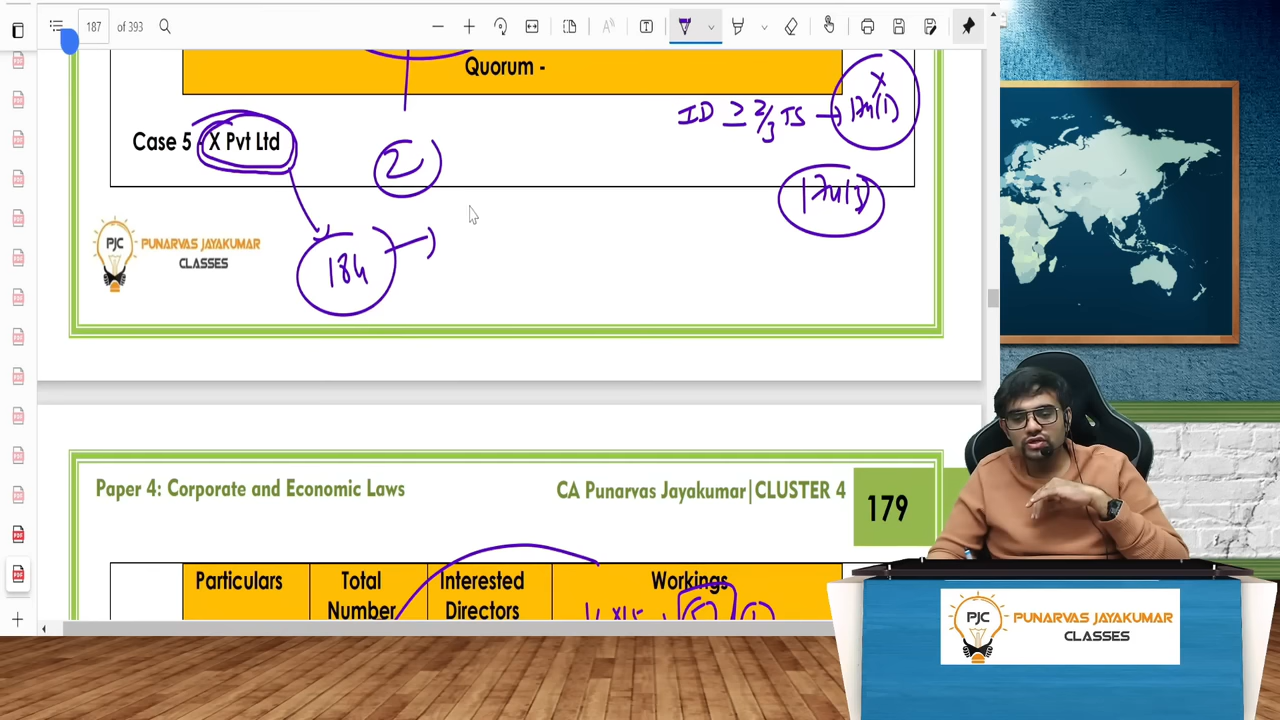 187 of 393
Quorum -
X
ID ≥ 2/3 TS → 174(1)
Case 5 - X Pvt Ltd
2
174(3)
PJC PUNARVAS JAYAKUMAR
CLASSES
184 →
Paper 4: Corporate and Economic Laws
CA Punarvas Jayakumar|CLUSTER 4
179
Particulars
Total
Number
Interested
Directors
Workings
PJC PUNARVAS JAYAKUMAR
CLASSES